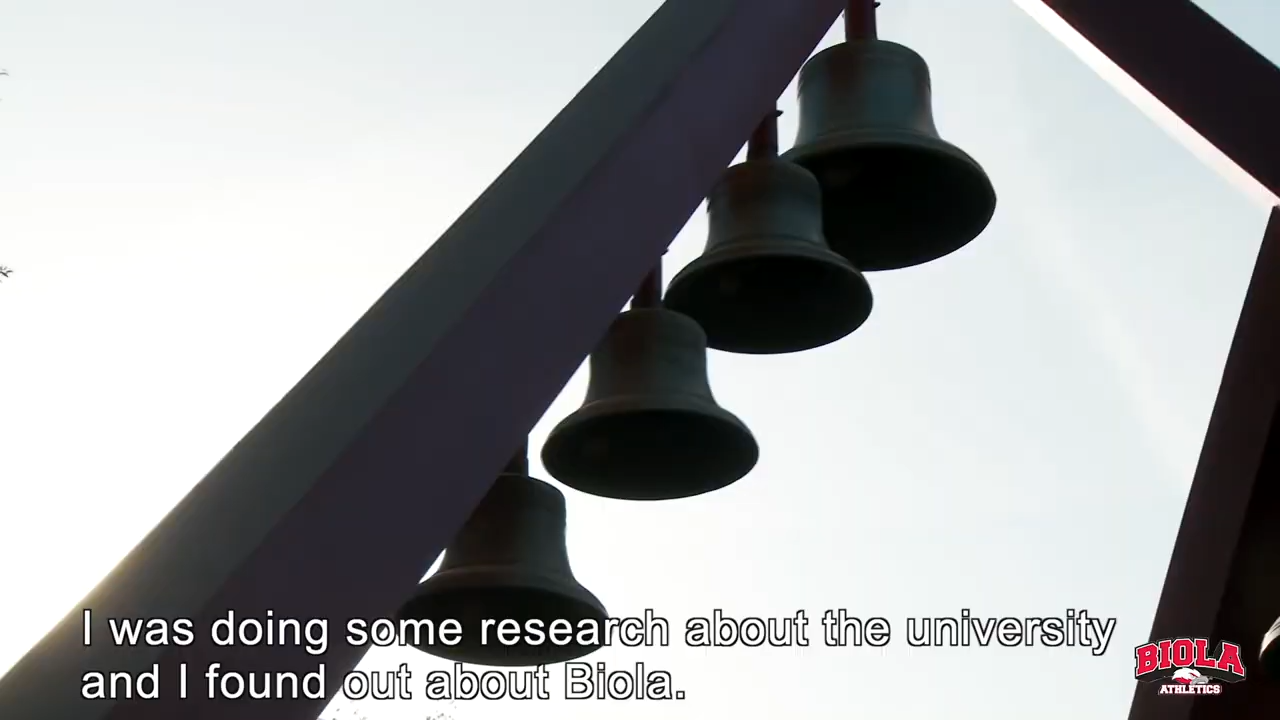 I was doing some research about the university
and I found out about Biola.
BIOLA
ATHLETICS